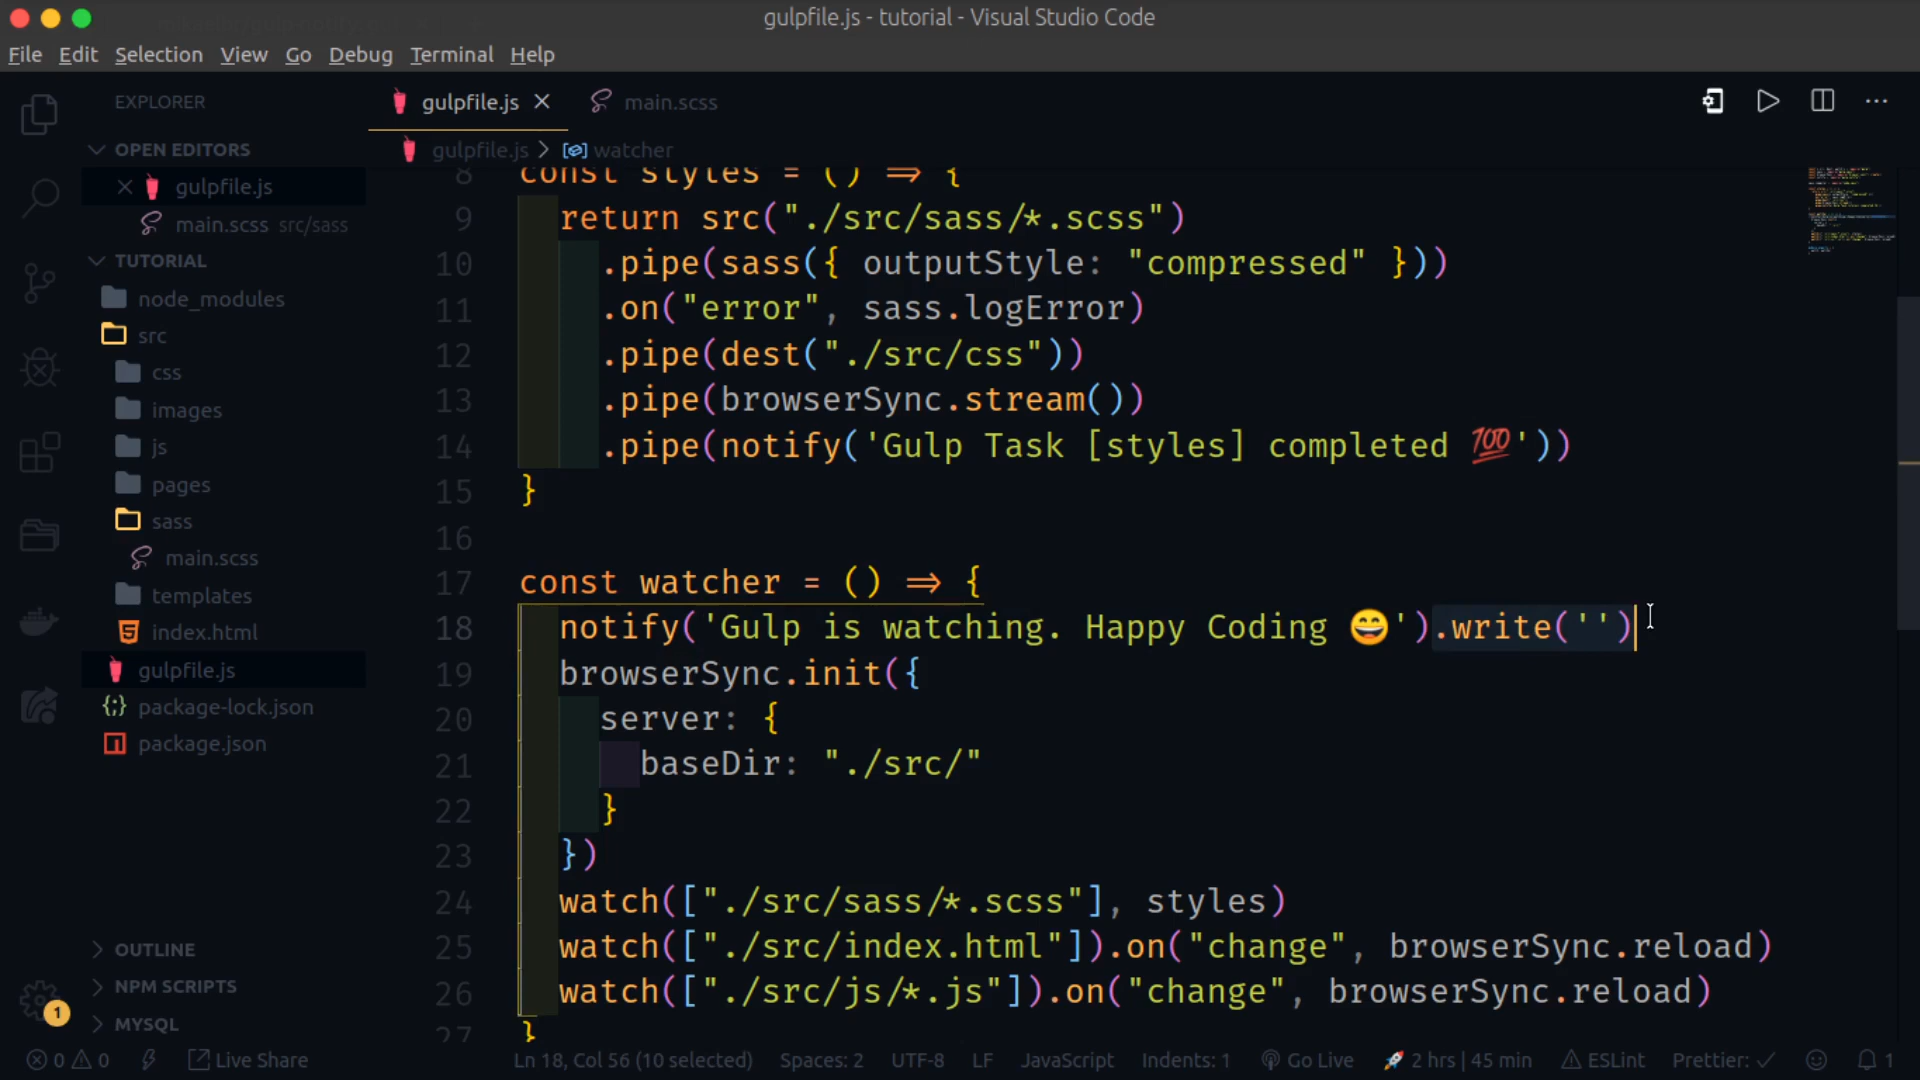 gulpfile.js - tutorial - Visual Studio Code
File Edit Selection View Go Debug Terminal Help
EXPLORER
OPEN EDITORS
gulpfile.js
main.scss src/sass
TUTORIAL
node_modules
src
css
images
js
pages
sass
main.scss
templates
index.html
gulpfile.js
package-lock.json
package.json
OUTLINE
NPM SCRIPTS
MYSQL
1
gulpfile.js main.scss
gulpfile.js > watcher
8 const styles = () => {
9 return src("./src/sass/*.scss")
10 .pipe(sass({ outputStyle: "compressed" }))
11 .on("error", sass.logError)
12 .pipe(dest("./src/css"))
13 .pipe(browserSync.stream())
14 .pipe(notify('Gulp Task [styles] completed 💯'))
15 }
16
17 const watcher = () => {
18 notify('Gulp is watching. Happy Coding 😄').write('')
19 browserSync.init({
20 server: {
21 baseDir: "./src/"
22 }
23 })
24 watch(["./src/sass/*.scss"], styles)
25 watch(["./src/index.html"]).on("change", browserSync.reload)
26 watch(["./src/js/*.js"]).on("change", browserSync.reload)
27 }
0 0 Live Share Ln 18, Col 56 (10 selected) Spaces: 2 UTF-8 LF JavaScript Indents: 1 Go Live 🚀 2 hrs | 45 min ESLint Prettier: ✓ 1